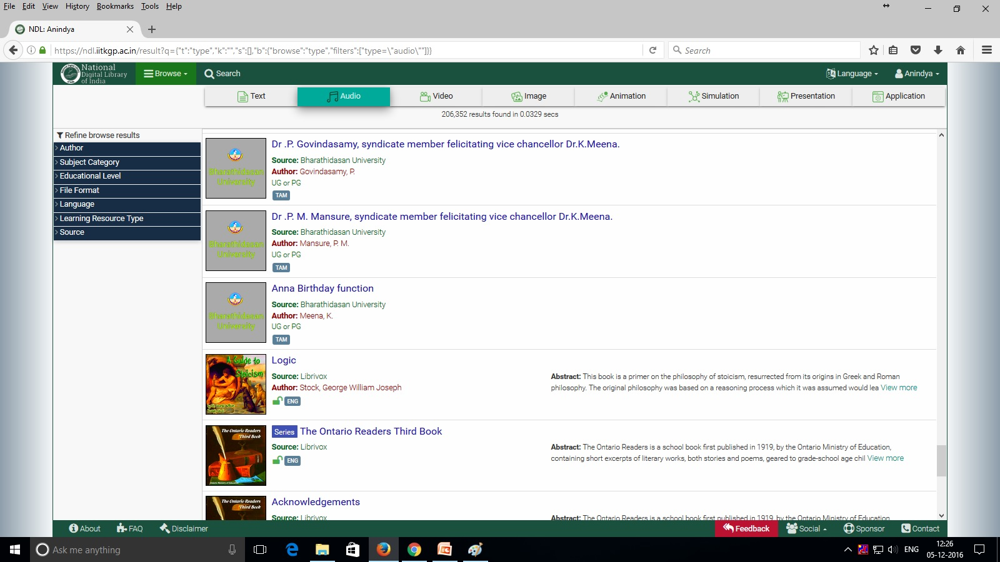 File Edit View History Bookmarks Tools Help
NDL: Anindya
https://ndl.iitkgp.ac.in/result?q={"t":"type","k":"","s":[],"b":{"browse":"type","filters":["type=\"audio\""]}}
Search
National
Digital Library
of India
Browse
Search
Language
Anindya
Text
Audio
Video
Image
Animation
Simulation
Presentation
Application
206,352 results found in 0.0329 secs
Refine browse results
Author
Subject Category
Educational Level
File Format
Language
Learning Resource Type
Source
Bharathidasan
University
Dr .P. Govindasamy, syndicate member felicitating vice chancellor Dr.K.Meena.
Source: Bharathidasan University
Author: Govindasamy, P.
UG or PG
TAM
Bharathidasan
University
Dr .P. M. Mansure, syndicate member felicitating vice chancellor Dr.K.Meena.
Source: Bharathidasan University
Author: Mansure, P. M.
UG or PG
TAM
Bharathidasan
University
Anna Birthday function
Source: Bharathidasan University
Author: Meena, K.
UG or PG
TAM
A Guide to
Stoicism
Logic
Source: Librivox
Author: Stock, George William Joseph
ENG
Abstract: This book is a primer on the philosophy of stoicism, resurrected from its origins in Greek and Roman
philosophy. The original philosophy was based on a reasoning process which it was assumed would lea View more
The Ontario Readers
Third Book
Ontario Ministry of Education
Series The Ontario Readers Third Book
Source: Librivox
ENG
Abstract: The Ontario Readers is a school book first published in 1919, by the Ontario Ministry of Education,
containing short excerpts of literary works, both stories and poems, geared to grade-school age chil View more
The Ontario Readers
Third Book
Acknowledgements
Source: Librivox
Abstract: The Ontario Readers is a school book first published in 1919, by the Ontario Ministry of Education,
About
FAQ
Disclaimer
Feedback
Social
Sponsor
Contact
Ask me anything
ENG
12:26
05-12-2016